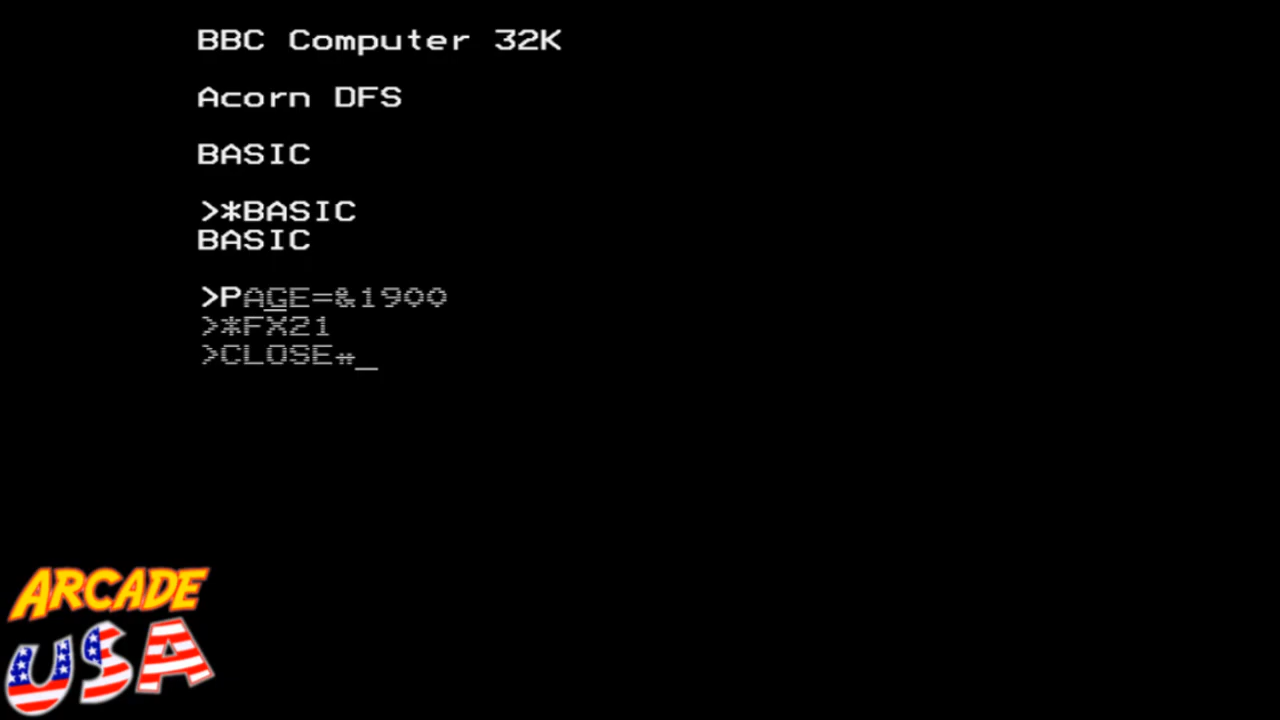 BBC Computer 32K
Acorn DFS
BASIC
>*BASIC
BASIC
>PAGE=&1900
>*FX21
>CLOSE#_
ARCADE
USA